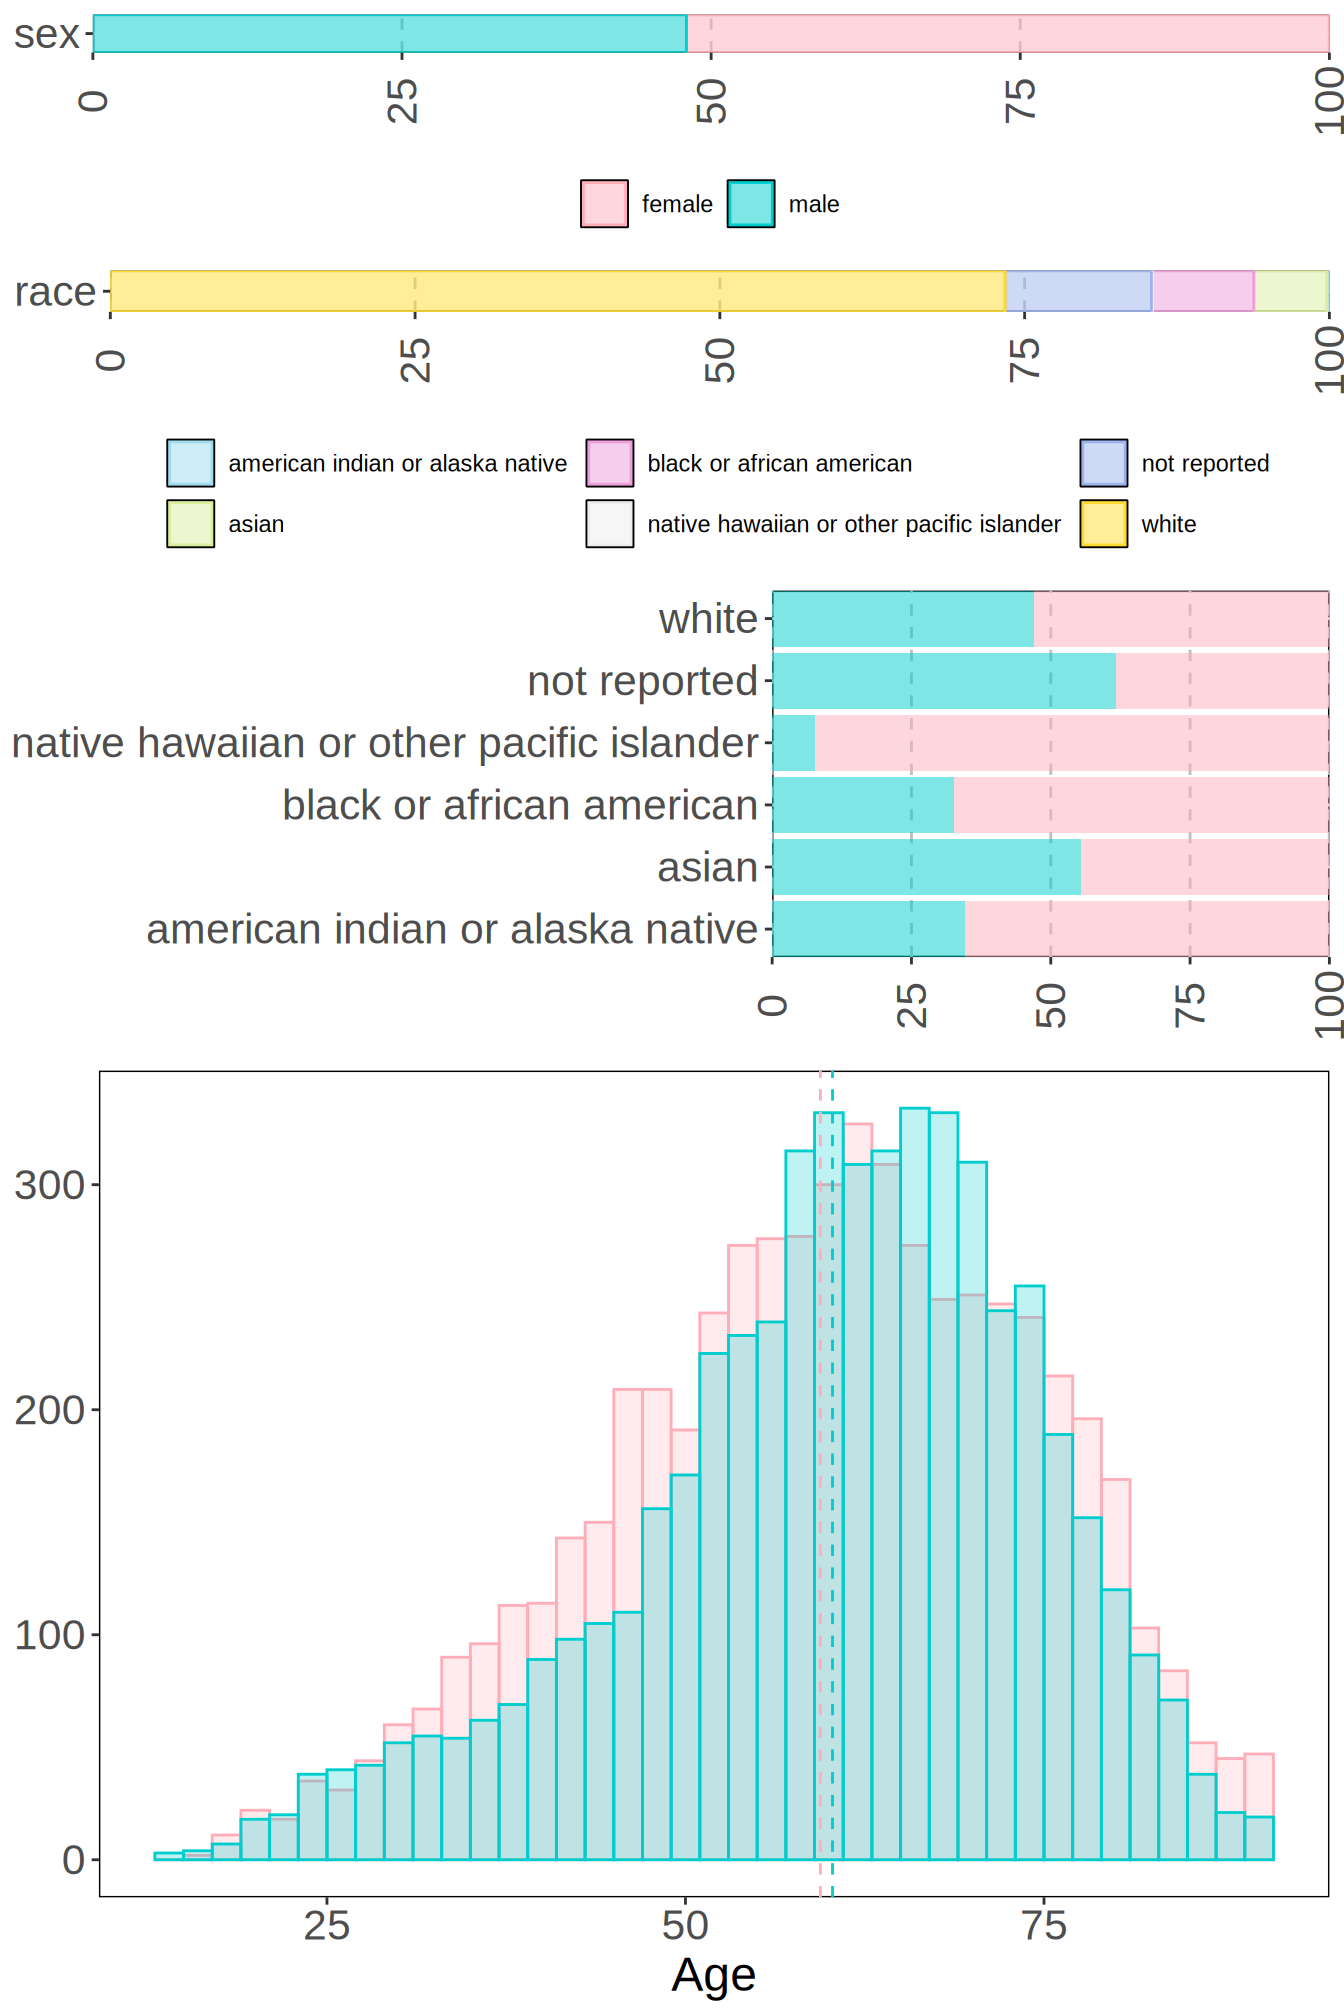 sex
0 25 50 75 100
female male
race
0 25 50 75 100
american indian or alaska native black or african american not reported
asian native hawaiian or other pacific islander white
white
not reported
native hawaiian or other pacific islander
black or african american
asian
american indian or alaska native
0 25 50 75 100
300
200
100
0
25 50 75
Age